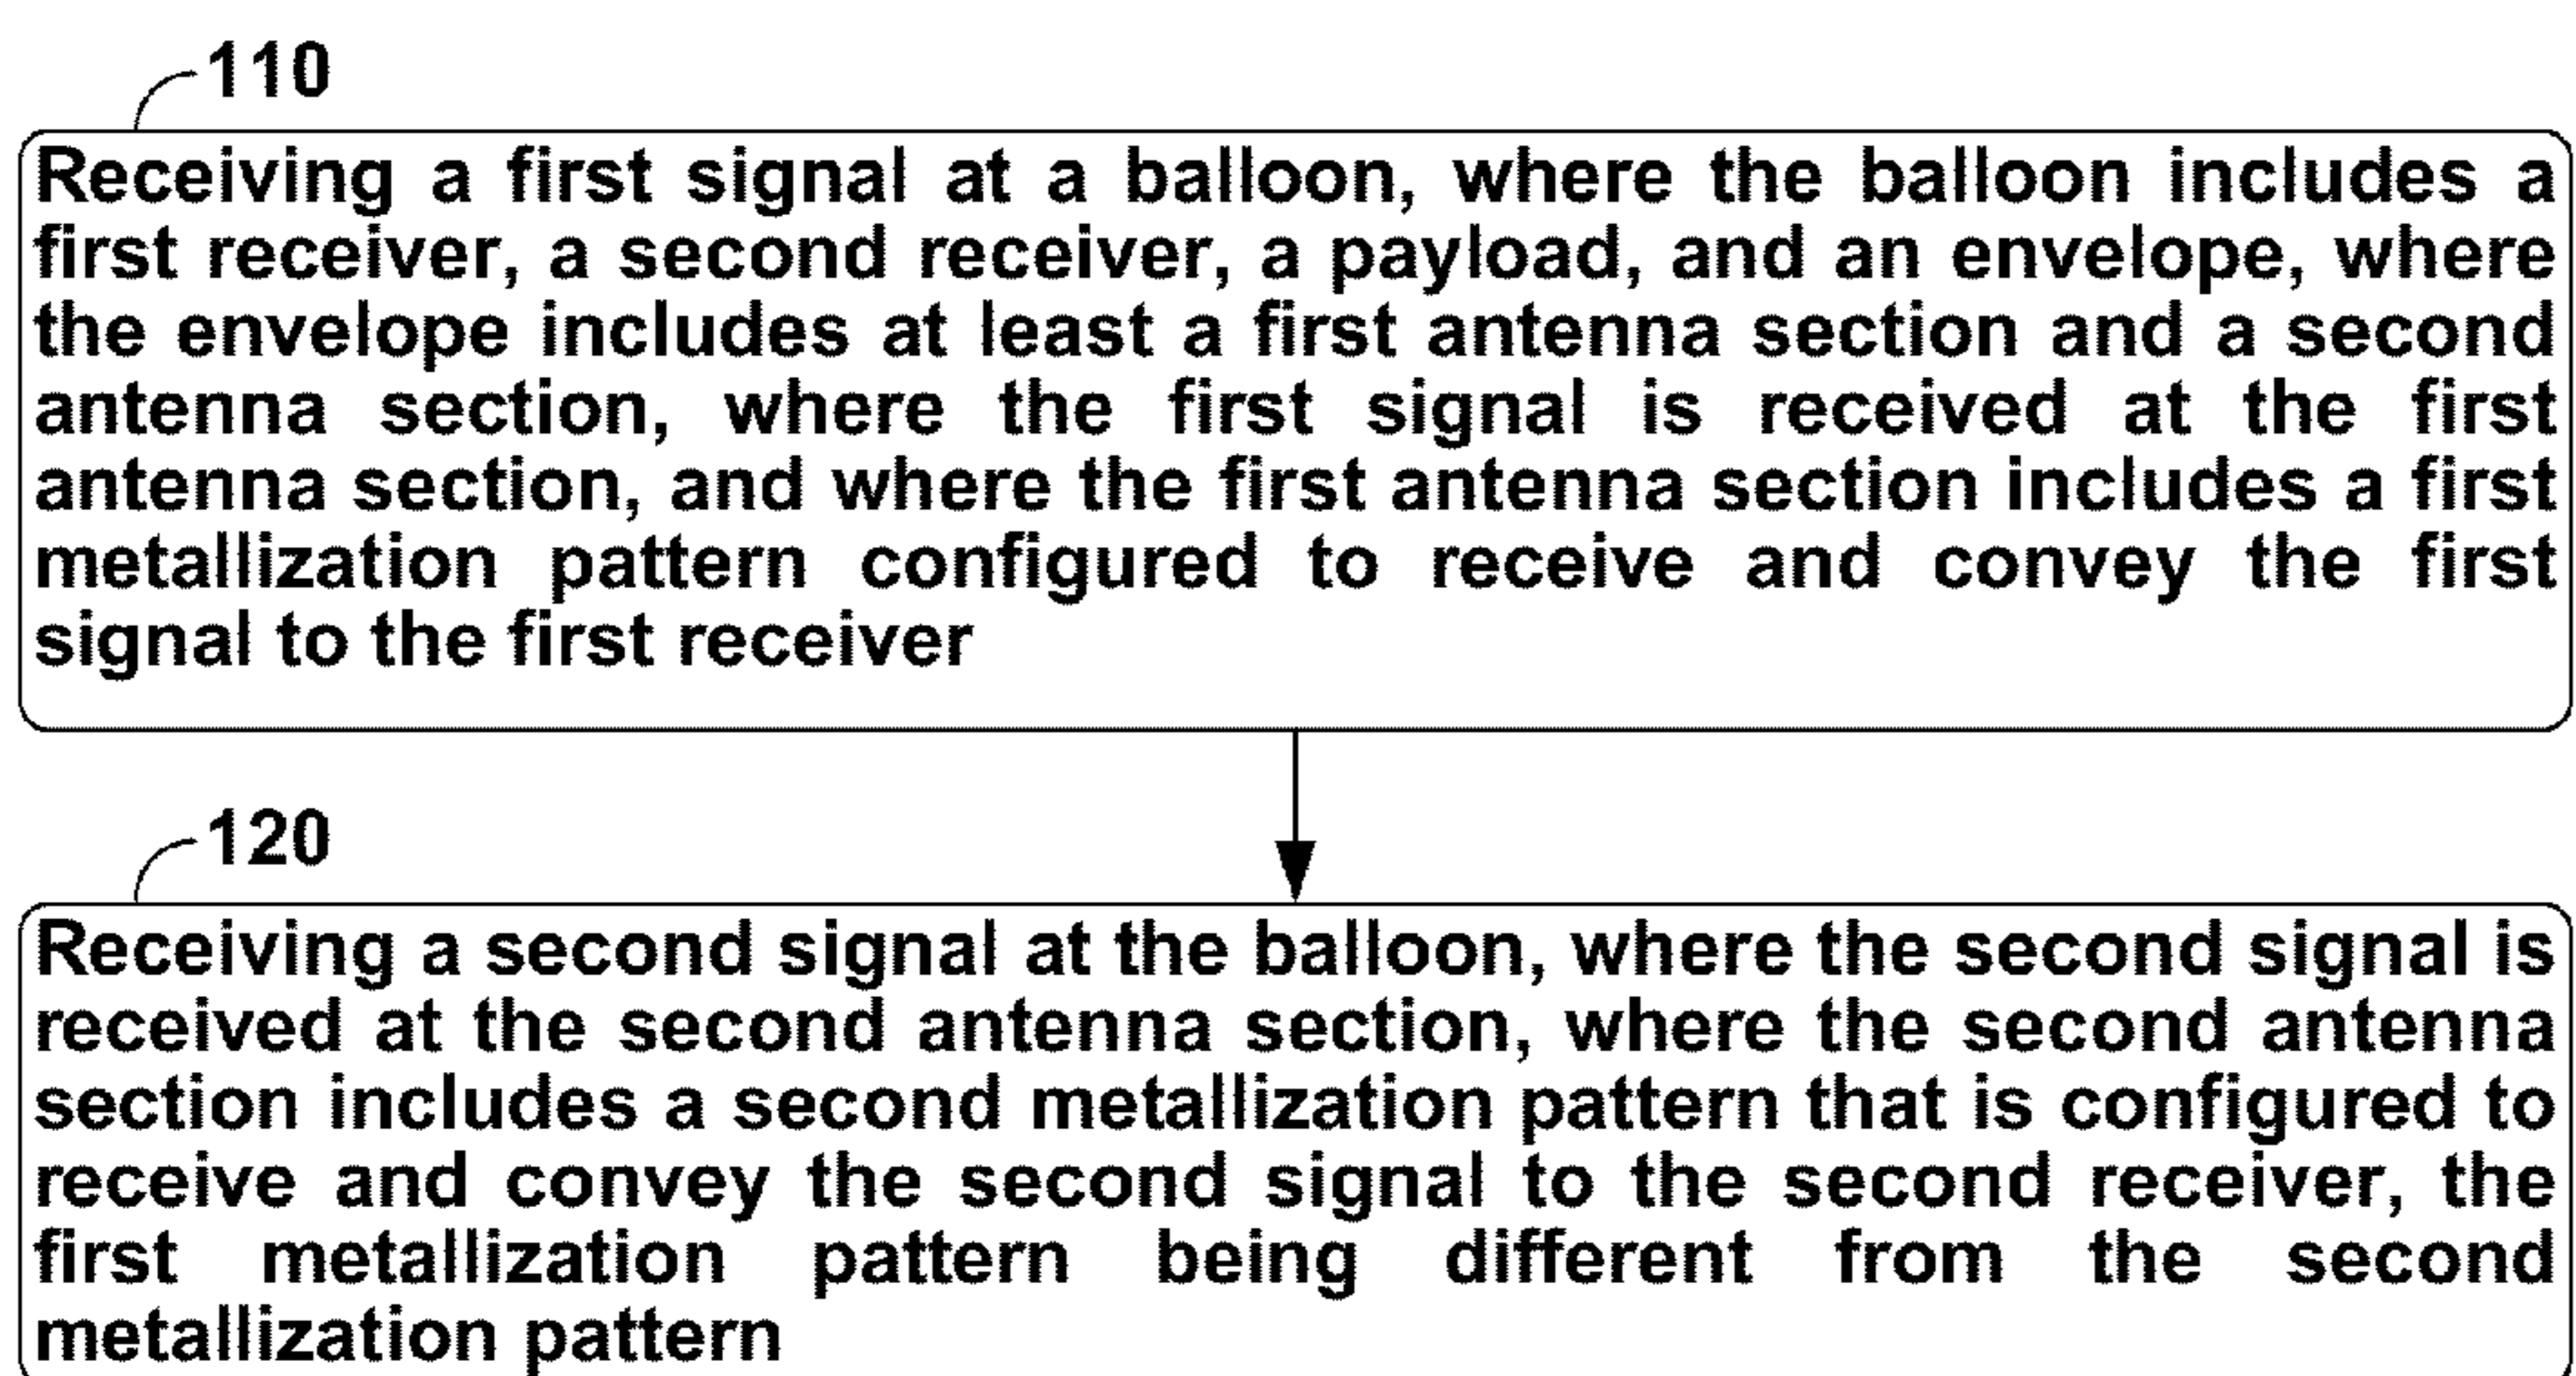 110
Receiving a first signal at a balloon, where the balloon includes a
first receiver, a second receiver, a payload, and an envelope, where
the envelope includes at least a first antenna section and a second
antenna section, where the first signal is received at the first
antenna section, and where the first antenna section includes a first
metallization pattern configured to receive and convey the first
signal to the first receiver
120
Receiving a second signal at the balloon, where the second signal is
received at the second antenna section, where the second antenna
section includes a second metallization pattern that is configured to
receive and convey the second signal to the second receiver, the
first metallization pattern being different from the second
metallization pattern